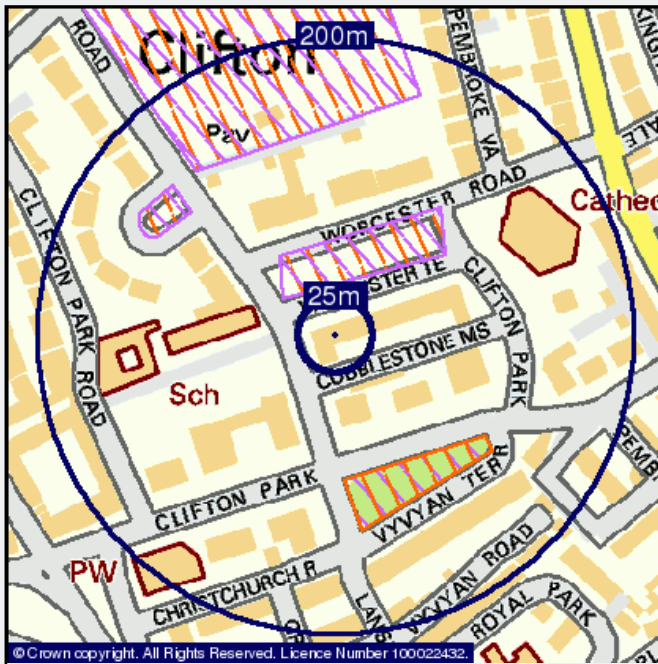 ROAD
Clifton
200m
PEMBROKE VA
Pav
CLIFTON PARK ROAD
WORCESTER ROAD
Cathed
STER TE
25m
CLIFTON PARK
COBBLESTONE MS
Sch
CLIFTON PARK
VYVYAN TERR
PEMB
PW
CHRISTCHURCH R
LANS
VYVYAN ROAD
ROYAL PARK
© Crown copyright. All Rights Reserved. Licence Number 100022432.